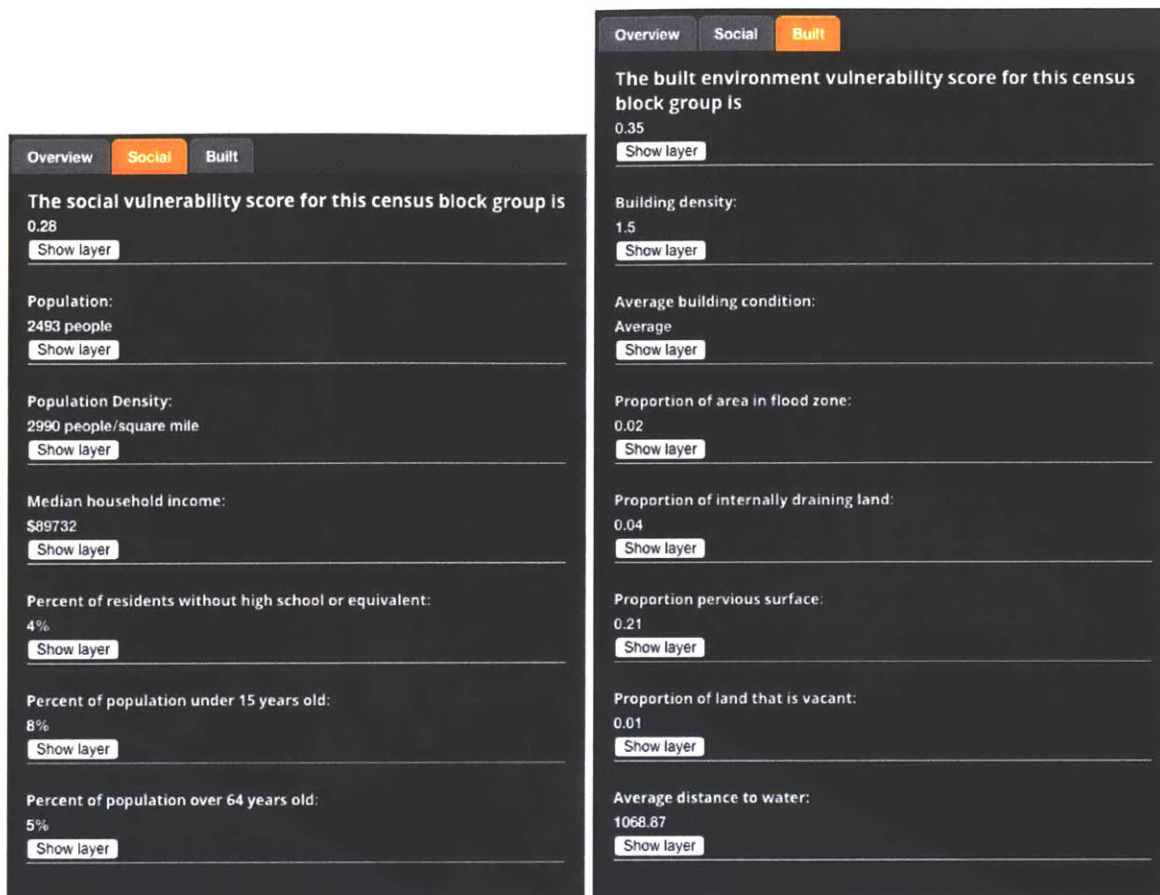 Overview Social Built
The social vulnerability score for this census block group is
0.28
Show layer
Population:
2493 people
Show layer
Population Density:
2990 people/square mile
Show layer
Median household income:
$89732
Show layer
Percent of residents without high school or equivalent:
4%
Show layer
Percent of population under 15 years old:
8%
Show layer
Percent of population over 64 years old:
5%
Show layer
Overview Social Built
The built environment vulnerability score for this census
block group is
0.35
Show layer
Building density:
1.5
Show layer
Average building condition:
Average
Show layer
Proportion of area in flood zone:
0.02
Show layer
Proportion of internally draining land:
0.04
Show layer
Proportion pervious surface:
0.21
Show layer
Proportion of land that is vacant:
0.01
Show layer
Average distance to water:
1068.87
Show layer